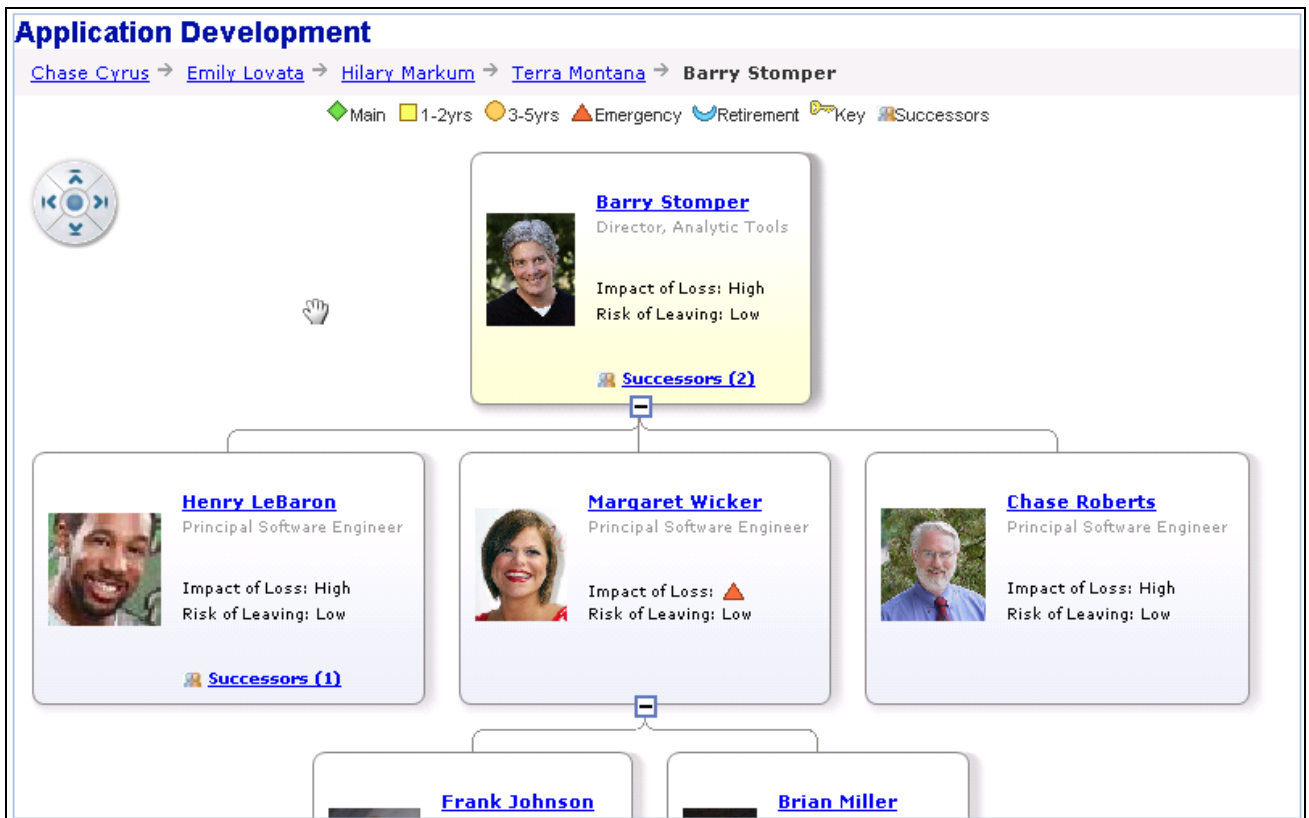 Application Development
Chase Cyrus → Emily Lovata → Hilary Markum → Terra Montana → Barry Stomper
Main 1-2yrs 3-5yrs Emergency Retirement Key Successors
Barry Stomper
Director, Analytic Tools
Impact of Loss: High
Risk of Leaving: Low
Successors (2)
Henry LeBaron
Principal Software Engineer
Impact of Loss: High
Risk of Leaving: Low
Successors (1)
Margaret Wicker
Principal Software Engineer
Impact of Loss:
Risk of Leaving: Low
Chase Roberts
Principal Software Engineer
Impact of Loss: High
Risk of Leaving: Low
Frank Johnson
Brian Miller